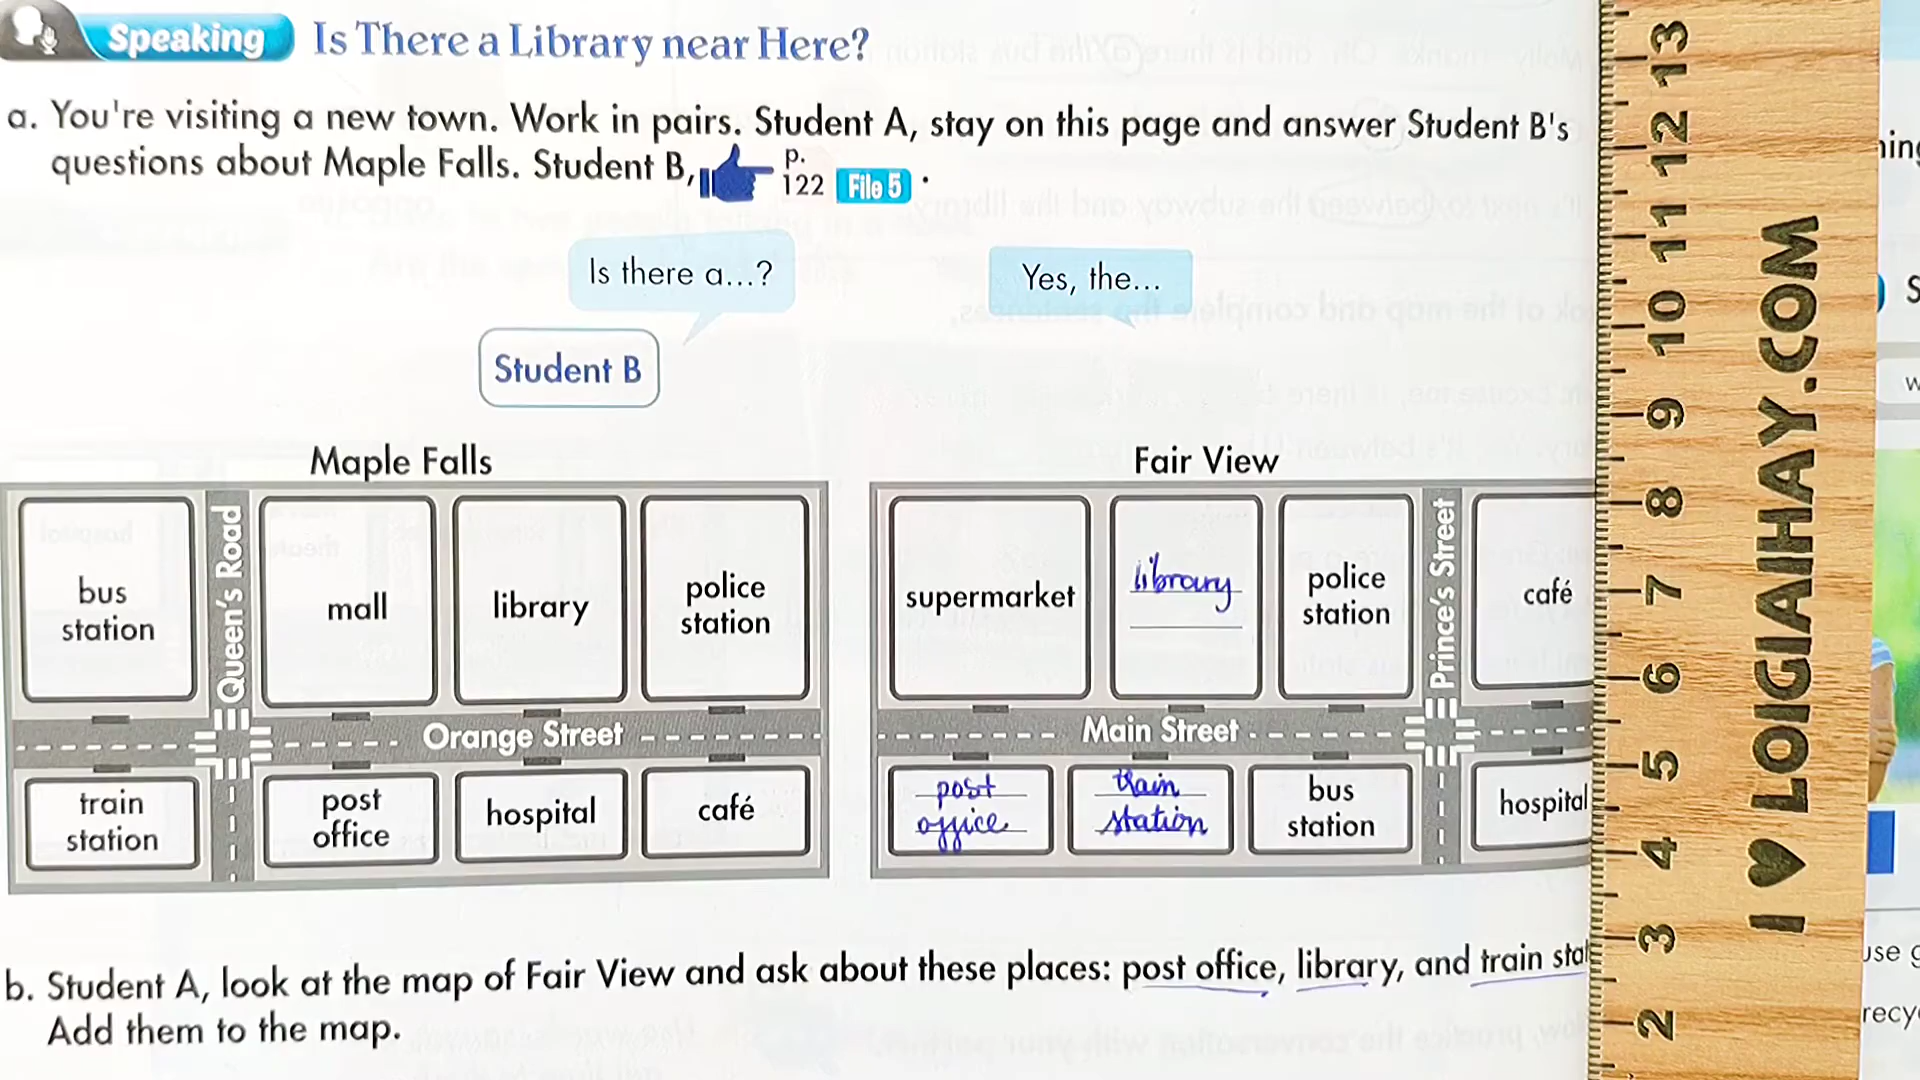 Speaking Is There a Library near Here?
a. You're visiting a new town. Work in pairs. Student A, stay on this page and answer Student B's
questions about Maple Falls. Student B, p. 122 File 5 .
Is there a...?
Yes, the...
Student B
Maple Falls
bus
station
Queen's Road
mall
library
police
station
Orange Street
train
station
post
office
hospital
café
Fair View
supermarket
library
police
station
Prince's Street
café
Main Street
post
office
train
station
bus
station
hospital
b. Student A, look at the map of Fair View and ask about these places: post office, library, and train sta
Add them to the map.
13
12
11
10
9
8
7
6
5
4
3
2
I ♥ LOIGIAIHAY.COM